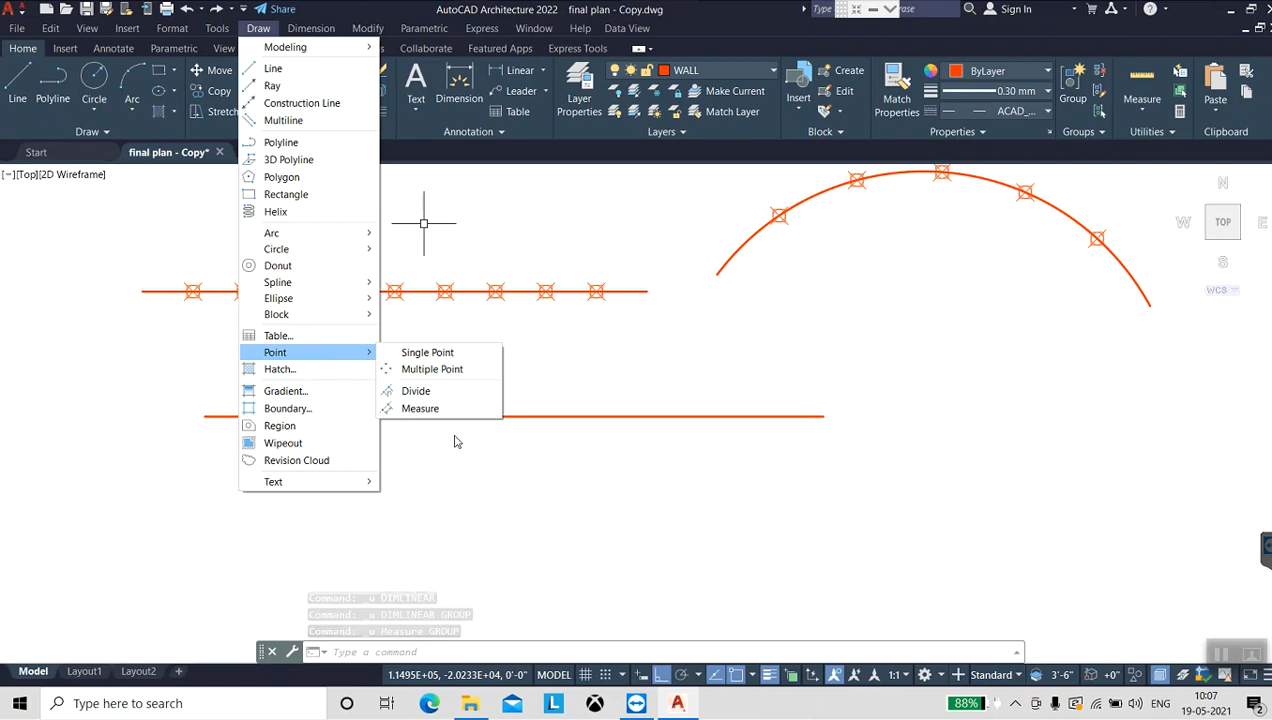 Share
AutoCAD Architecture 2022 final plan - Copy.dwg
Type
Sign In
File Edit View Insert Format Tools Draw Dimension Modify Parametric Express Window Help Data View
Home Insert Annotate Parametric View Collaborate Featured Apps Express Tools
Line
Polyline
Circle
Arc
Move
Copy
Stretch
Text
Dimension
Linear
Leader
Table
Layer Properties
WALL
Make Current
Match Layer
Insert
Create
Edit
Match Properties
ByLayer
0.30 mm
ACAD_...
Group
Measure
Paste
Draw
Annotation
Layers
Block
Properties
Groups
Utilities
Clipboard
Start
final plan - Copy*
[−][Top][2D Wireframe]
Modeling
Line
Ray
Construction Line
Multiline
Polyline
3D Polyline
Polygon
Rectangle
Helix
Arc
Circle
Donut
Spline
Ellipse
Block
Table...
Point
Hatch...
Gradient...
Boundary...
Region
Wipeout
Revision Cloud
Text
Single Point
Multiple Point
Divide
Measure
N
W TOP E
S
WCS
Command: _u DIMLINEAR
Command: _u DIMLINEAR GROUP
Command: _u Measure GROUP
Type a command
Model Layout1 Layout2 +
1.1495E+05, -2.0233E+04, 0'-0" MODEL
1:1
Standard
3'-6"
+0"
Type here to search
88%
ENG
10:07
19-05-2021
2